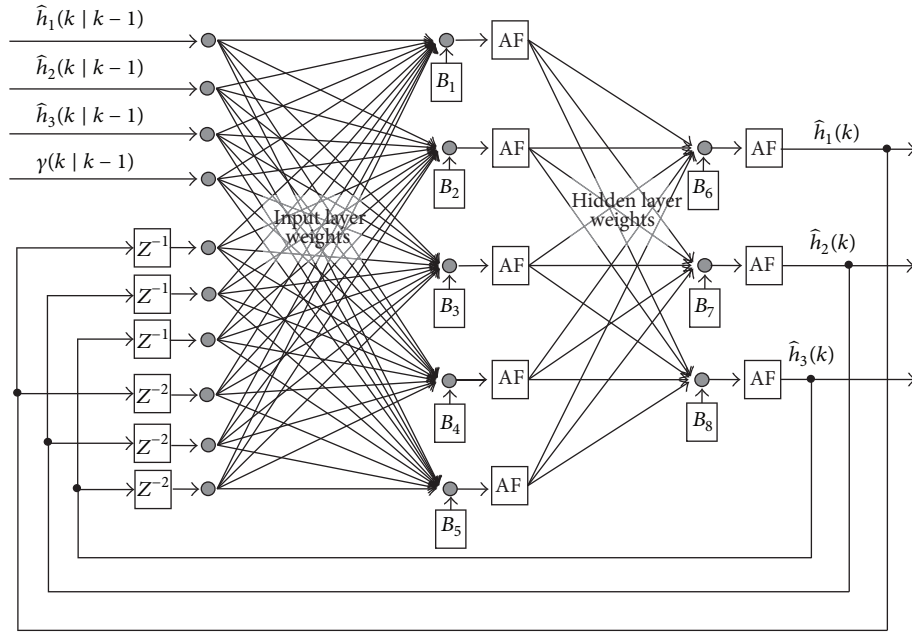 ĥ₁(k | k − 1)
ĥ₂(k | k − 1)
ĥ₃(k | k − 1)
γ(k | k − 1)
Z⁻¹
Z⁻¹
Z⁻¹
Z⁻²
Z⁻²
Z⁻²
Input layer
weights
B₁
B₂
B₃
B₄
B₅
AF
AF
AF
AF
AF
Hidden layer
weights
B₆
B₇
B₈
AF
AF
AF
ĥ₁(k)
ĥ₂(k)
ĥ₃(k)